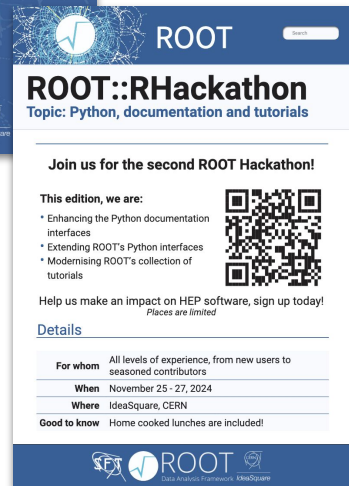 ROOT
Search
ROOT::RHackathon
Topic: Python, documentation and tutorials
Join us for the second ROOT Hackathon!
This edition, we are:
• Enhancing the Python documentation
interfaces
• Extending ROOT's Python interfaces
• Modernising ROOT's collection of
tutorials
Help us make an impact on HEP software, sign up today!
Places are limited
Details
For whom All levels of experience, from new users to
seasoned contributors
When November 25 - 27, 2024
Where IdeaSquare, CERN
Good to know Home cooked lunches are included!
SFT ROOT
Data Analysis Framework IdeaSquare